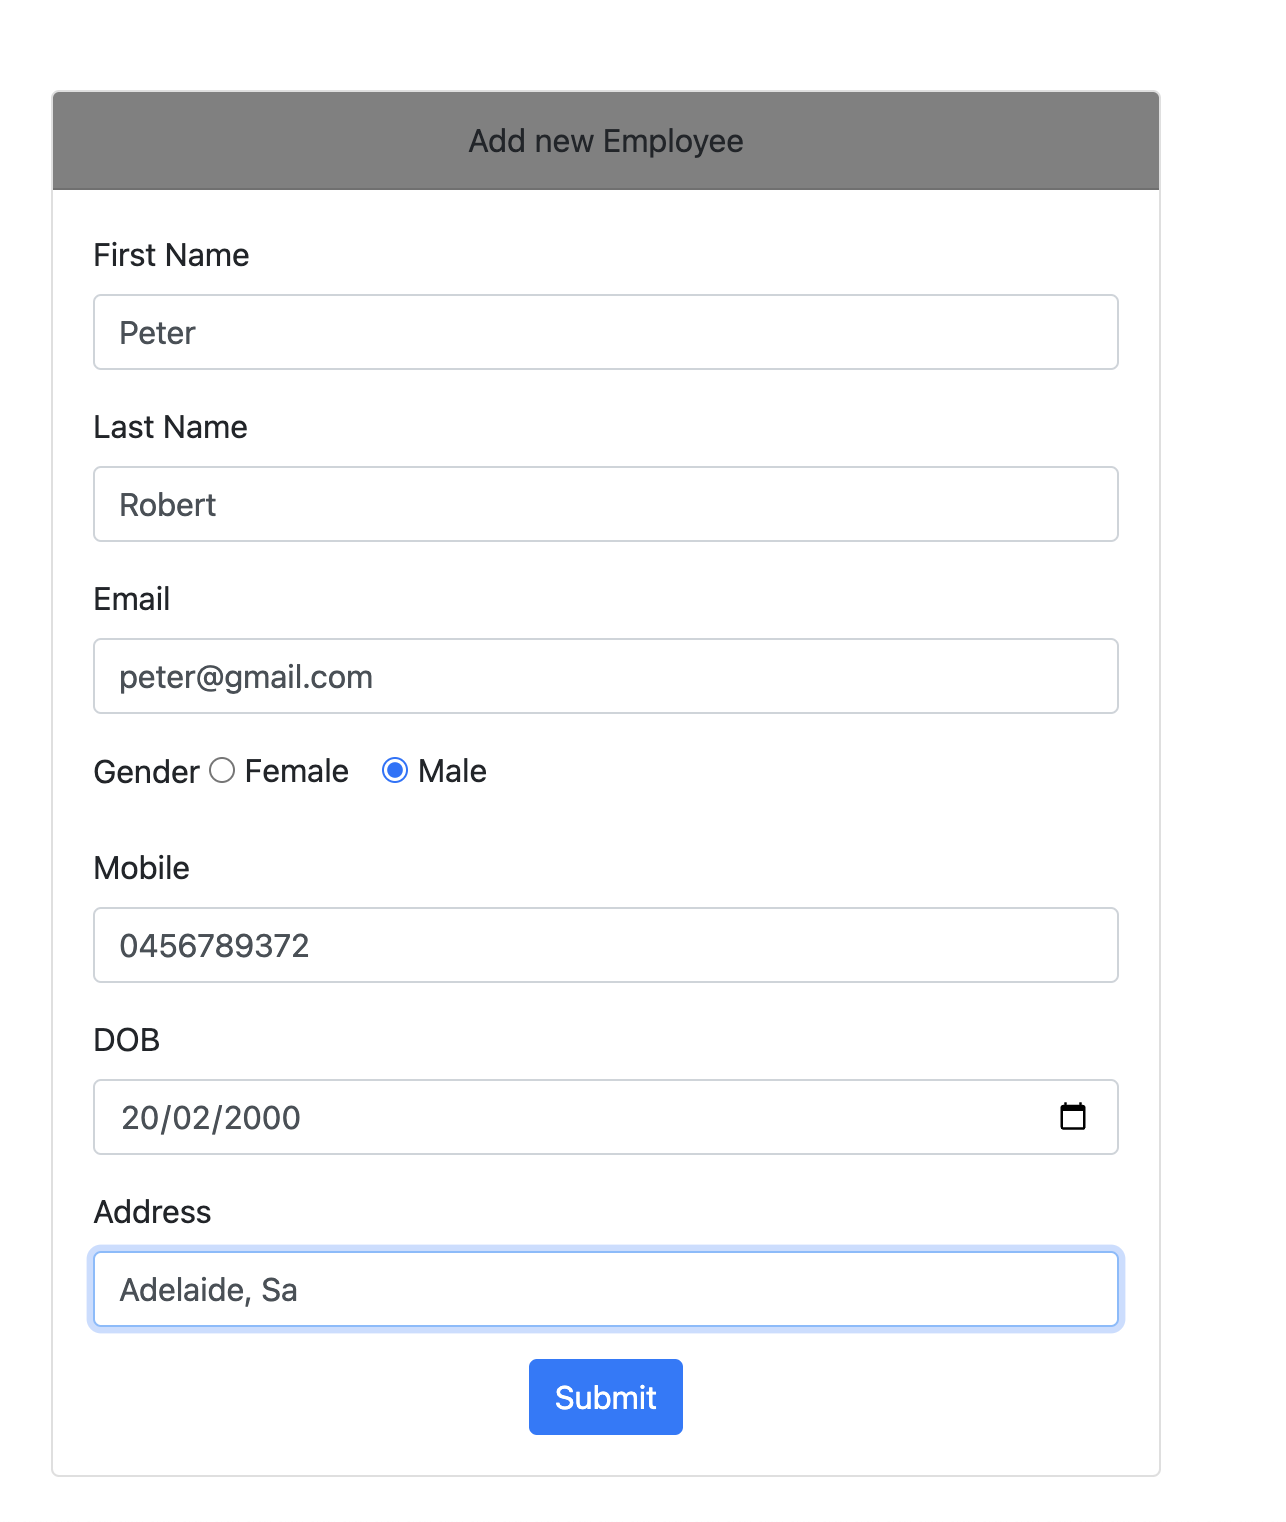 Add new Employee
First Name
Peter
Last Name
Robert
Email
peter@gmail.com
Gender Female Male
Mobile
0456789372
DOB
20/02/2000
Address
Adelaide, Sa
Submit